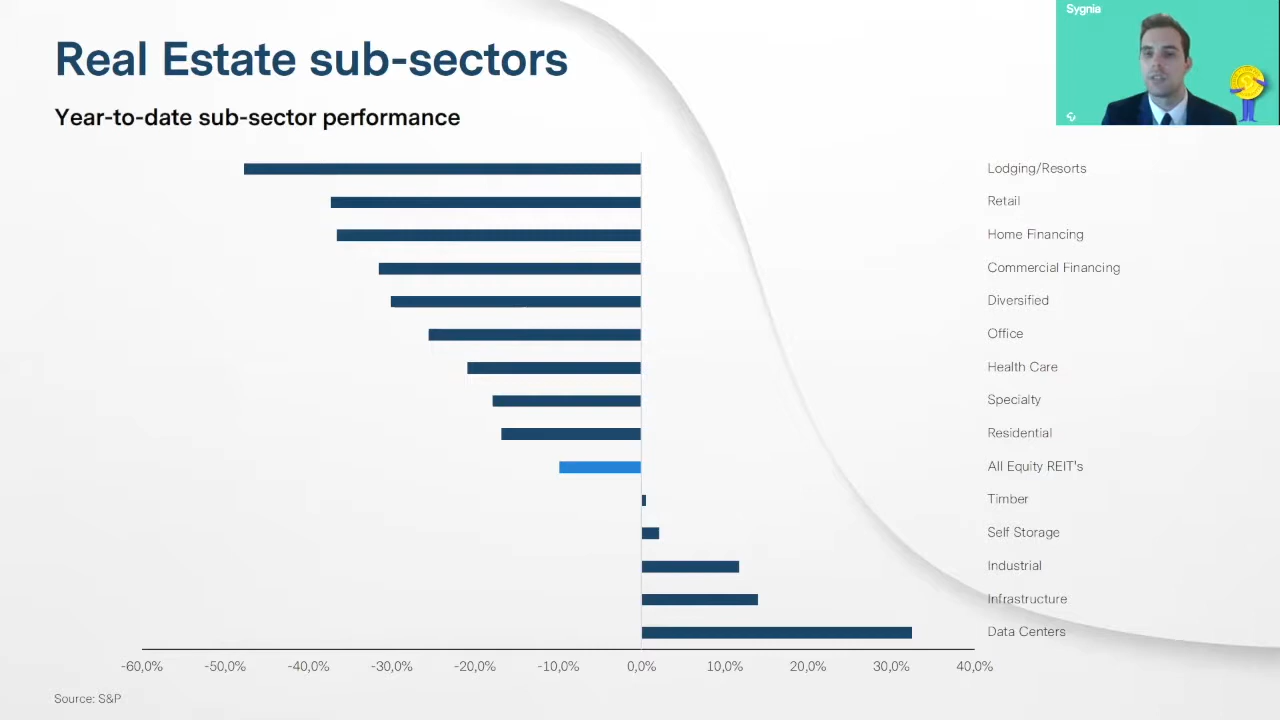 Real Estate sub-sectors
Sygnia
Year-to-date sub-sector performance
Lodging/Resorts
Retail
Home Financing
Commercial Financing
Diversified
Office
Health Care
Specialty
Residential
All Equity REIT's
Timber
Self Storage
Industrial
Infrastructure
Data Centers
-60,0% -50,0% -40,0% -30,0% -20,0% -10,0% 0,0% 10,0% 20,0% 30,0% 40,0%
Source: S&P